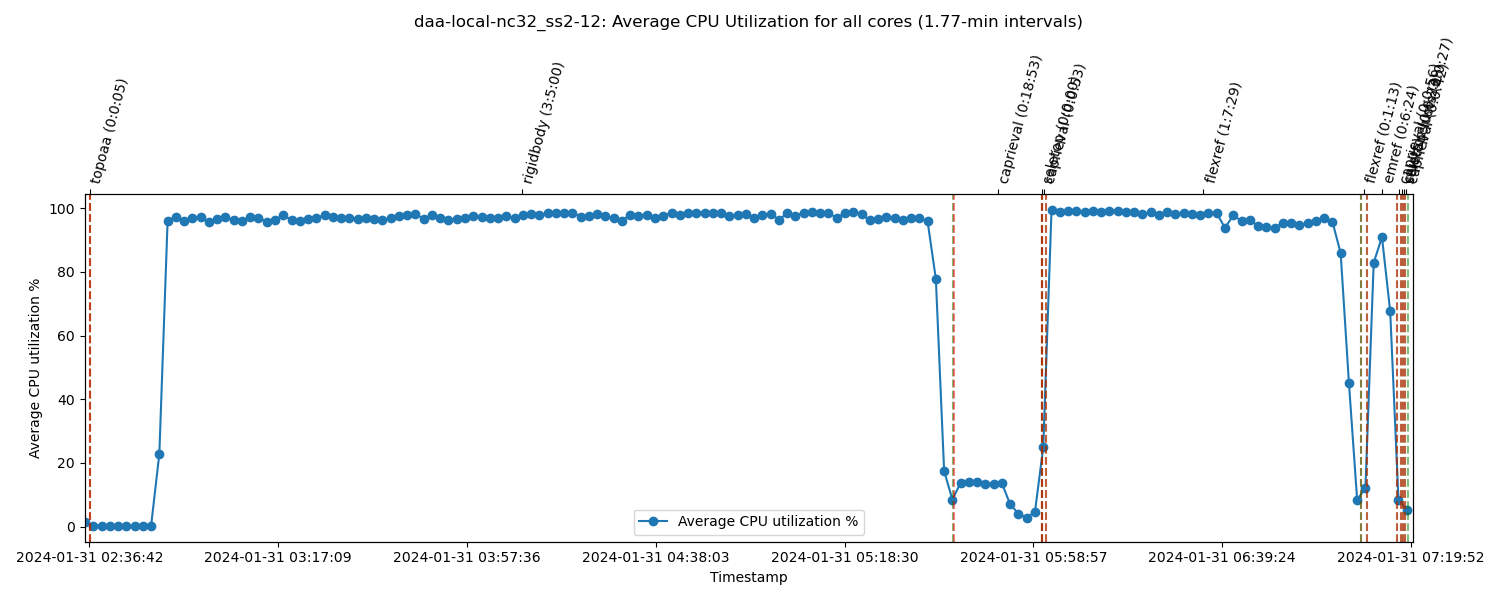 daa-local-nc32_ss2-12: Average CPU Utilization for all cores (1.77-min intervals)
topoaa (0:0:05)
rigidbody (3:5:00)
caprieval (0:18:53)
caprieval (0:0:53)
flexref (1:7:29)
flexref (0:1:13)
emref (0:6:24)
100
80
60
40
20
0
Average CPU utilization %
Average CPU utilization %
2024-01-31 02:36:42
2024-01-31 03:17:09
2024-01-31 03:57:36
2024-01-31 04:38:03
2024-01-31 05:18:30
2024-01-31 05:58:57
2024-01-31 06:39:24
2024-01-31 07:19:52
Timestamp